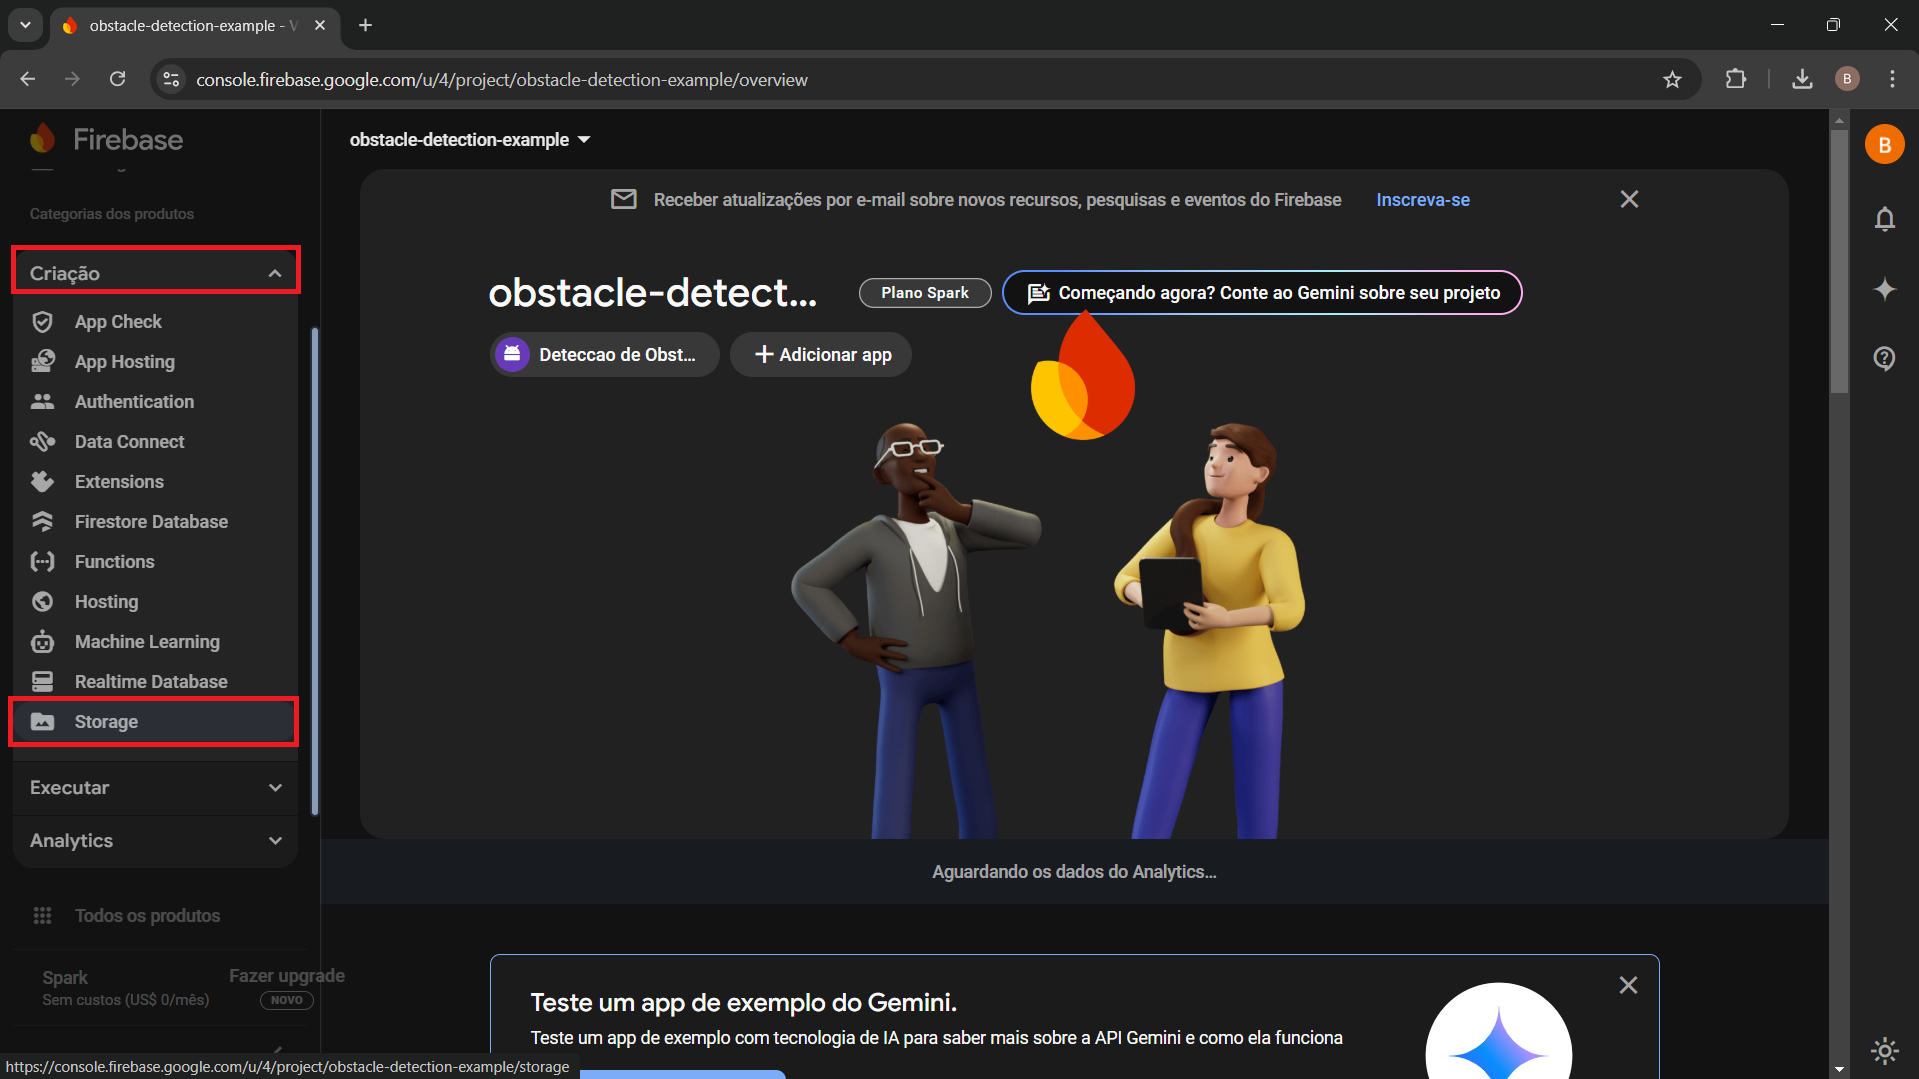 obstacle-detection-example - V
console.firebase.google.com/u/4/project/obstacle-detection-example/overview
B
Firebase
Categorias dos produtos
Criação
App Check
App Hosting
Authentication
Data Connect
Extensions
Firestore Database
Functions
Hosting
Machine Learning
Realtime Database
Storage
Executar
Analytics
Todos os produtos
Spark
Sem custos (US$ 0/mês)
Fazer upgrade
NOVO
https://console.firebase.google.com/u/4/project/obstacle-detection-example/storage
obstacle-detection-example
Receber atualizações por e-mail sobre novos recursos, pesquisas e eventos do Firebase
Inscreva-se
obstacle-detect...
Plano Spark
Começando agora? Conte ao Gemini sobre seu projeto
Deteccao de Obst...
Adicionar app
Aguardando os dados do Analytics...
Teste um app de exemplo do Gemini.
Teste um app de exemplo com tecnologia de IA para saber mais sobre a API Gemini e como ela funciona
B